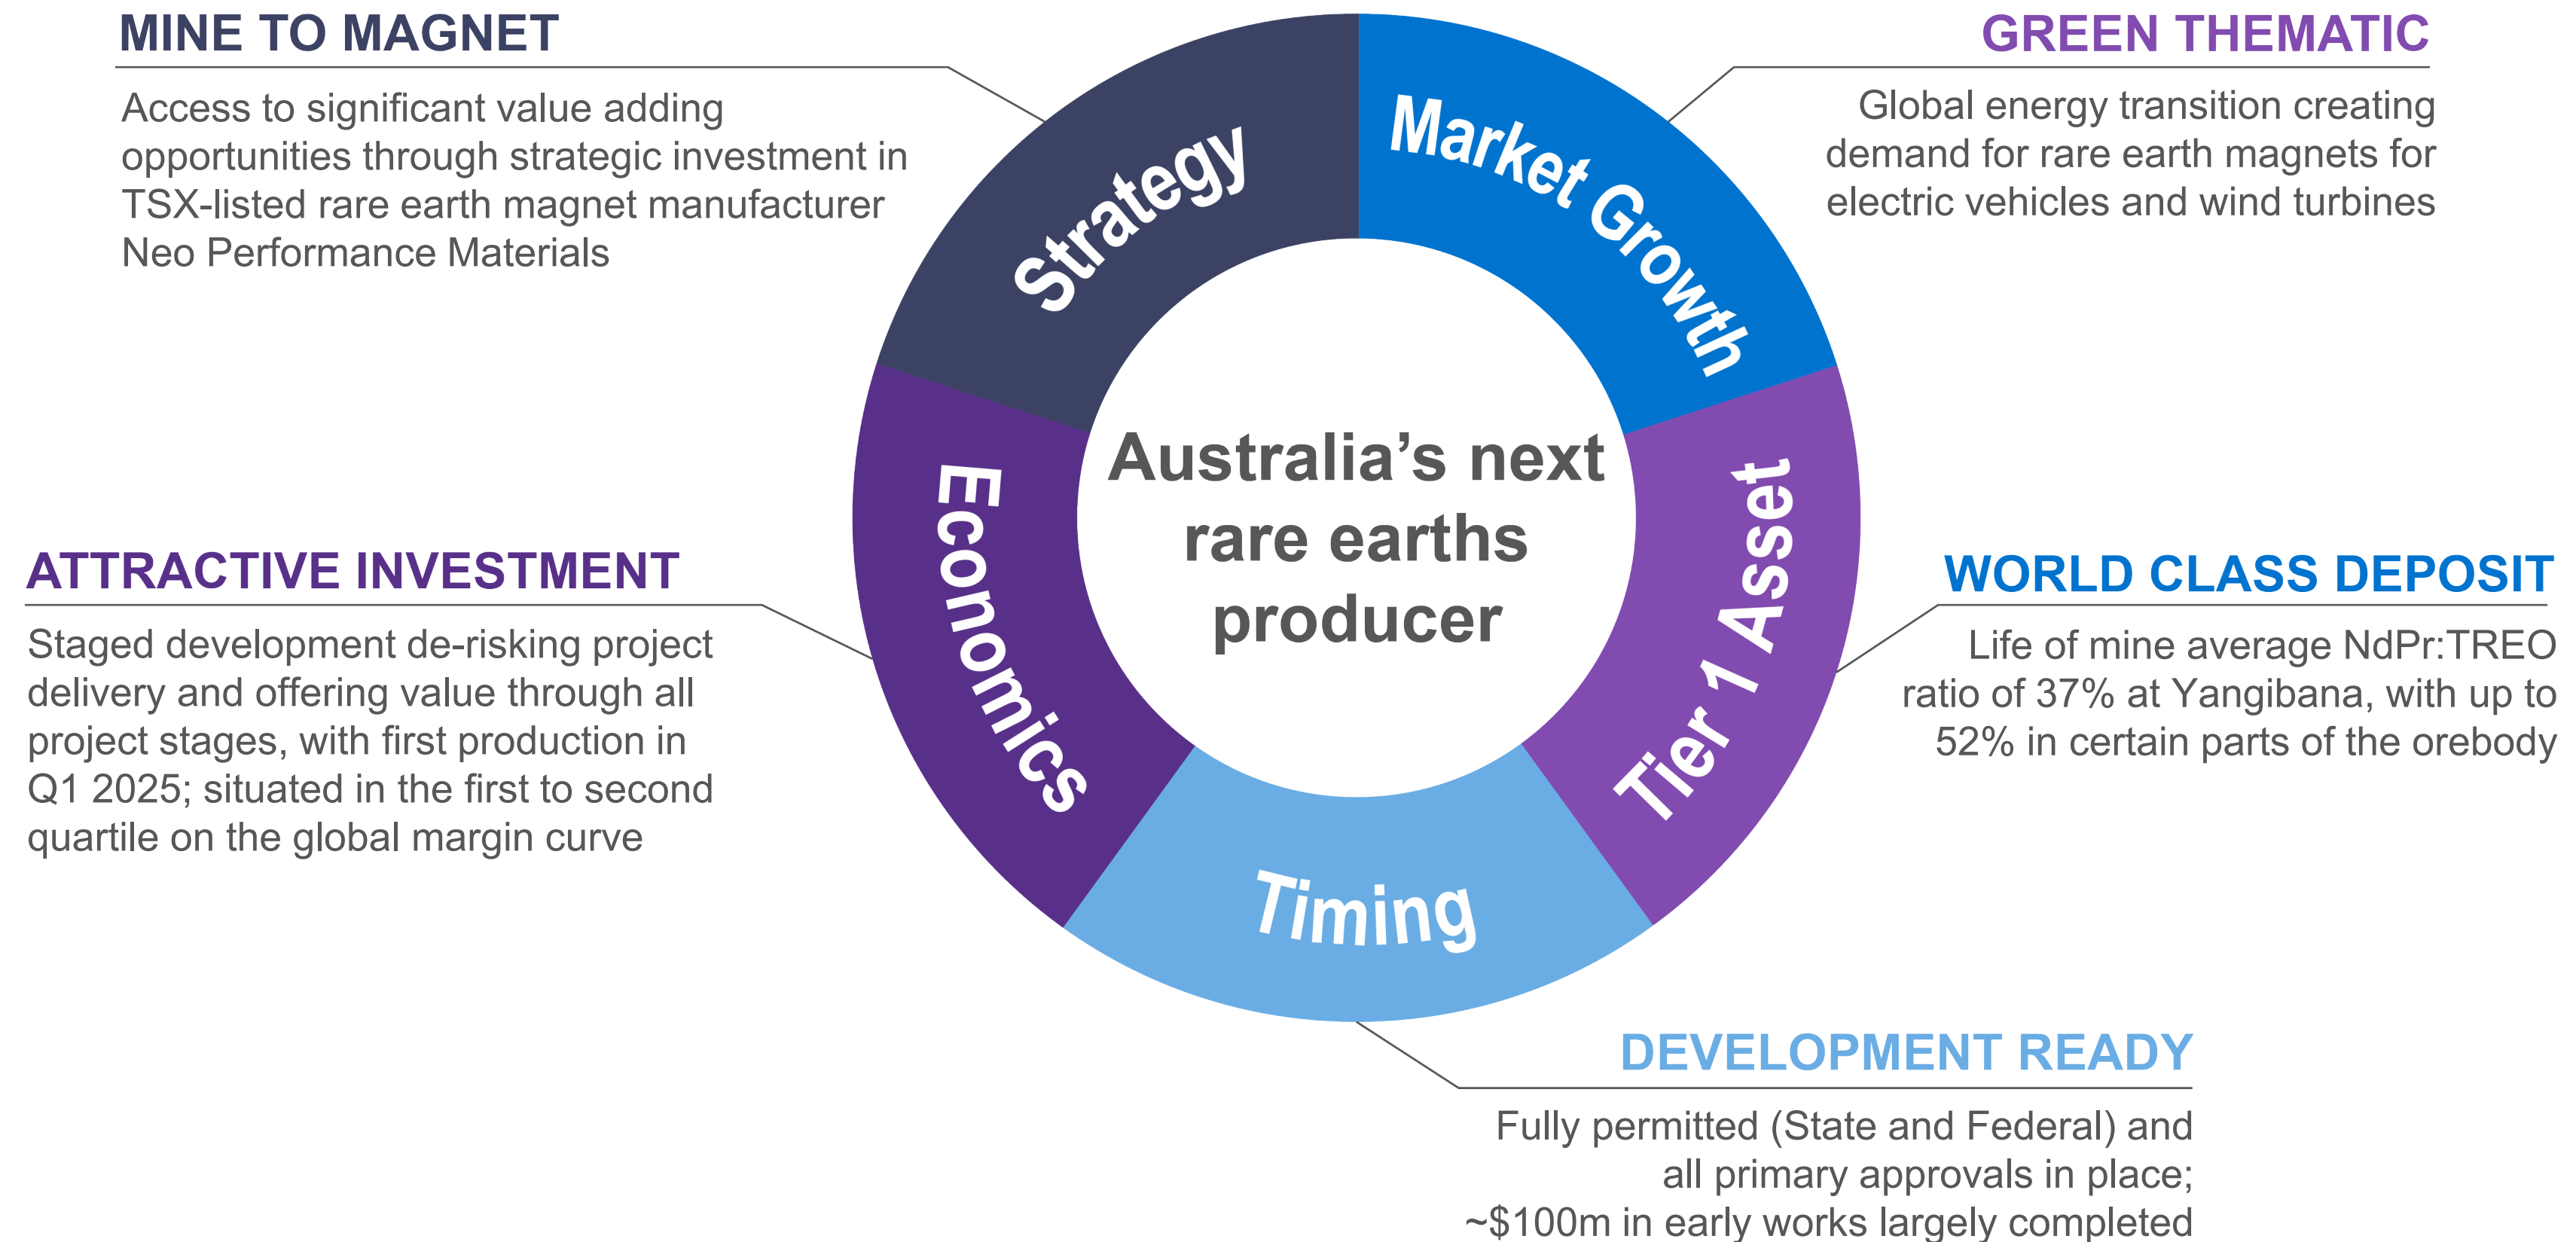 MINE TO MAGNET
Access to significant value adding
opportunities through strategic investment in
TSX-listed rare earth magnet manufacturer
Neo Performance Materials
GREEN THEMATIC
Global energy transition creating
demand for rare earth magnets for
electric vehicles and wind turbines
Strategy
Market Growth
Economics
Tier 1 Asset
Timing
Australia’s next
rare earths
producer
ATTRACTIVE INVESTMENT
Staged development de-risking project
delivery and offering value through all
project stages, with first production in
Q1 2025; situated in the first to second
quartile on the global margin curve
WORLD CLASS DEPOSIT
Life of mine average NdPr:TREO
ratio of 37% at Yangibana, with up to
52% in certain parts of the orebody
DEVELOPMENT READY
Fully permitted (State and Federal) and
all primary approvals in place;
~$100m in early works largely completed